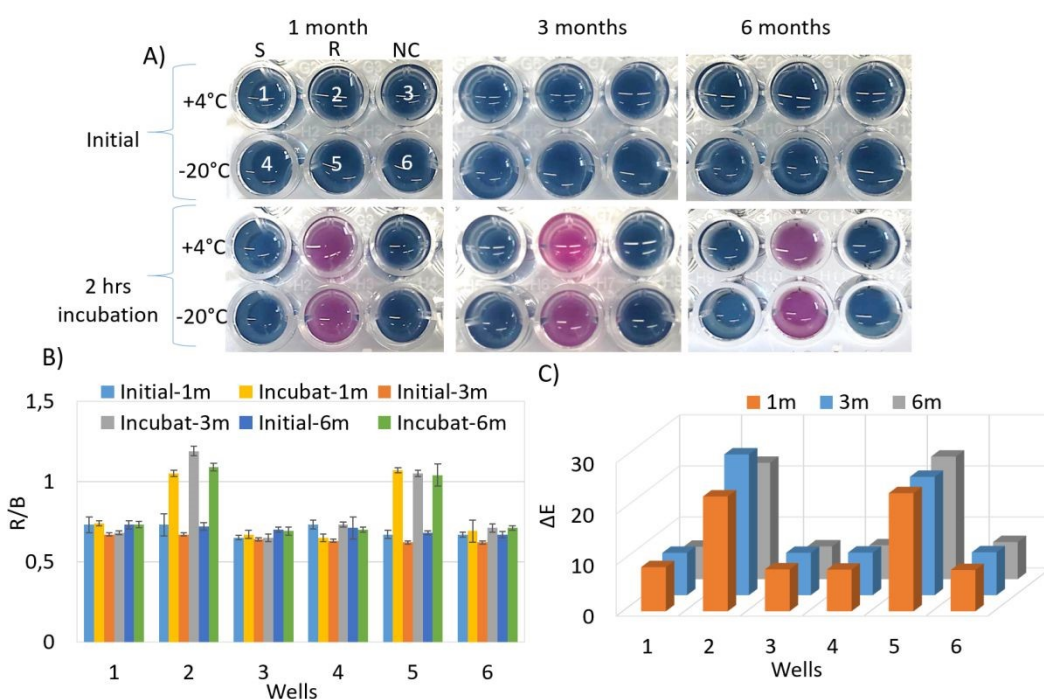 1 month 3 months 6 months
A) S R NC
+4°C 1 2 3
Initial
-20°C 4 5 6
+4°C
2 hrs
incubation
-20°C
B)
Initial-1m Incubat-1m Initial-3m
Incubat-3m Initial-6m Incubat-6m
R/B
1,5
1
0,5
0
1 2 3 4 5 6
Wells
C)
1m 3m 6m
ΔE
30
20
10
0
1 2 3 4 5 6
Wells